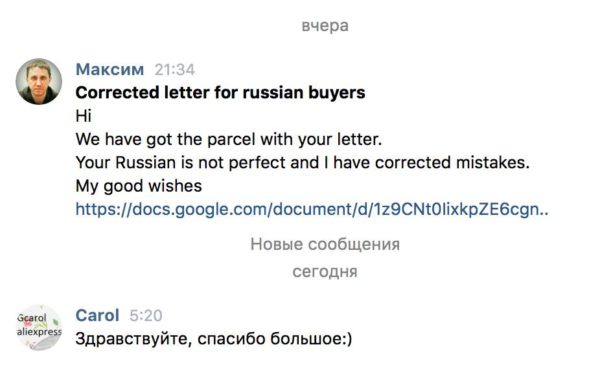 вчера
Максим 21:34
Corrected letter for russian buyers
Hi
We have got the parcel with your letter.
Your Russian is not perfect and I have corrected mistakes.
My good wishes
https://docs.google.com/document/d/1z9CNt0lixkpZE6cgn..
Новые сообщения
сегодня
Gcarol
aliexpress
Carol 5:20
Здравствуйте, спасибо большое:)